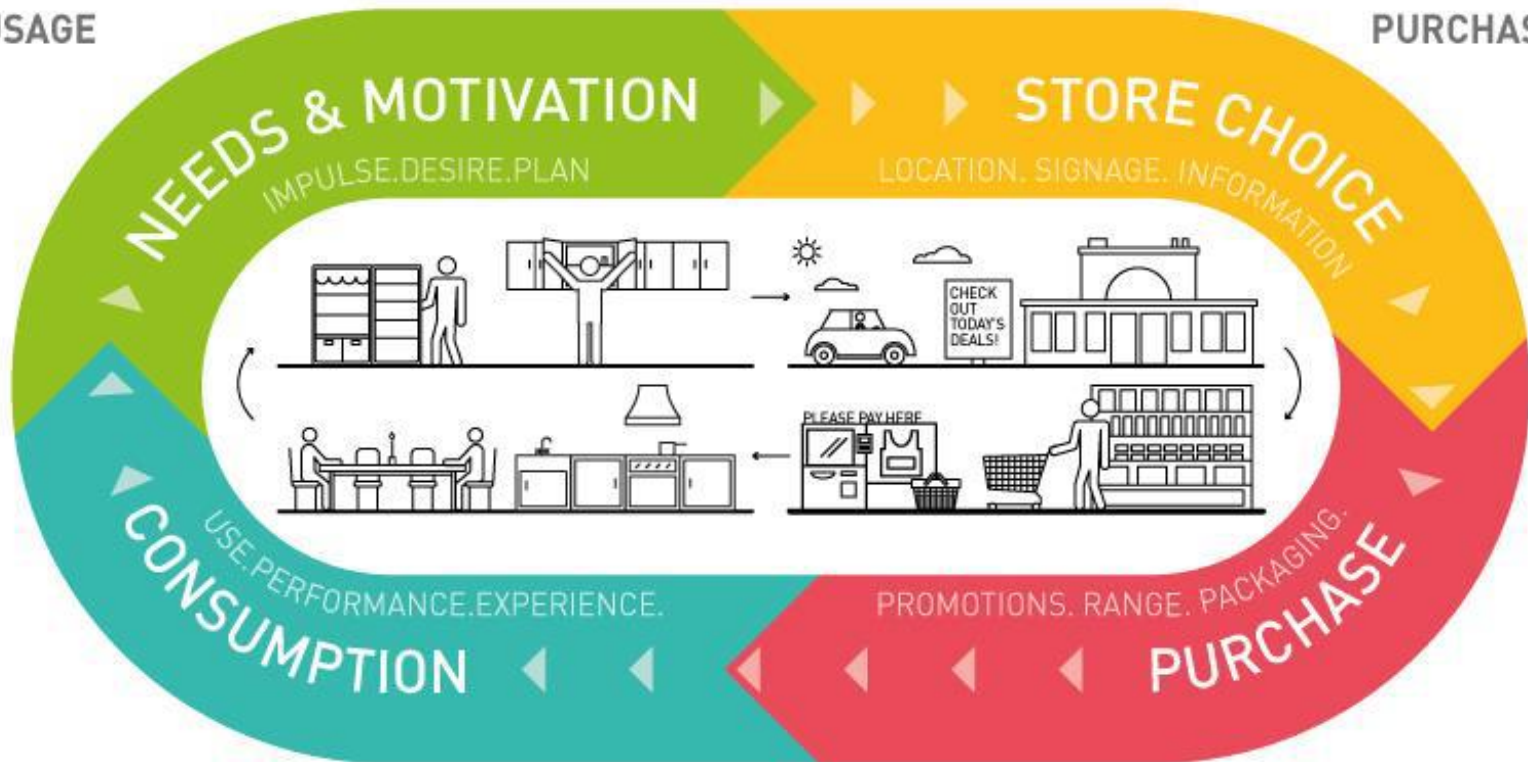 USAGE
PURCHAS
NEEDS & MOTIVATION
IMPULSE.DESIRE.PLAN
STORE CHOICE
LOCATION. SIGNAGE. INFORMATION
CHECK
OUT
TODAY'S
DEALS!
PLEASE PAY HERE
USE.PERFORMANCE.EXPERIENCE.
CONSUMPTION
PROMOTIONS. RANGE. PACKAGING.
PURCHASE